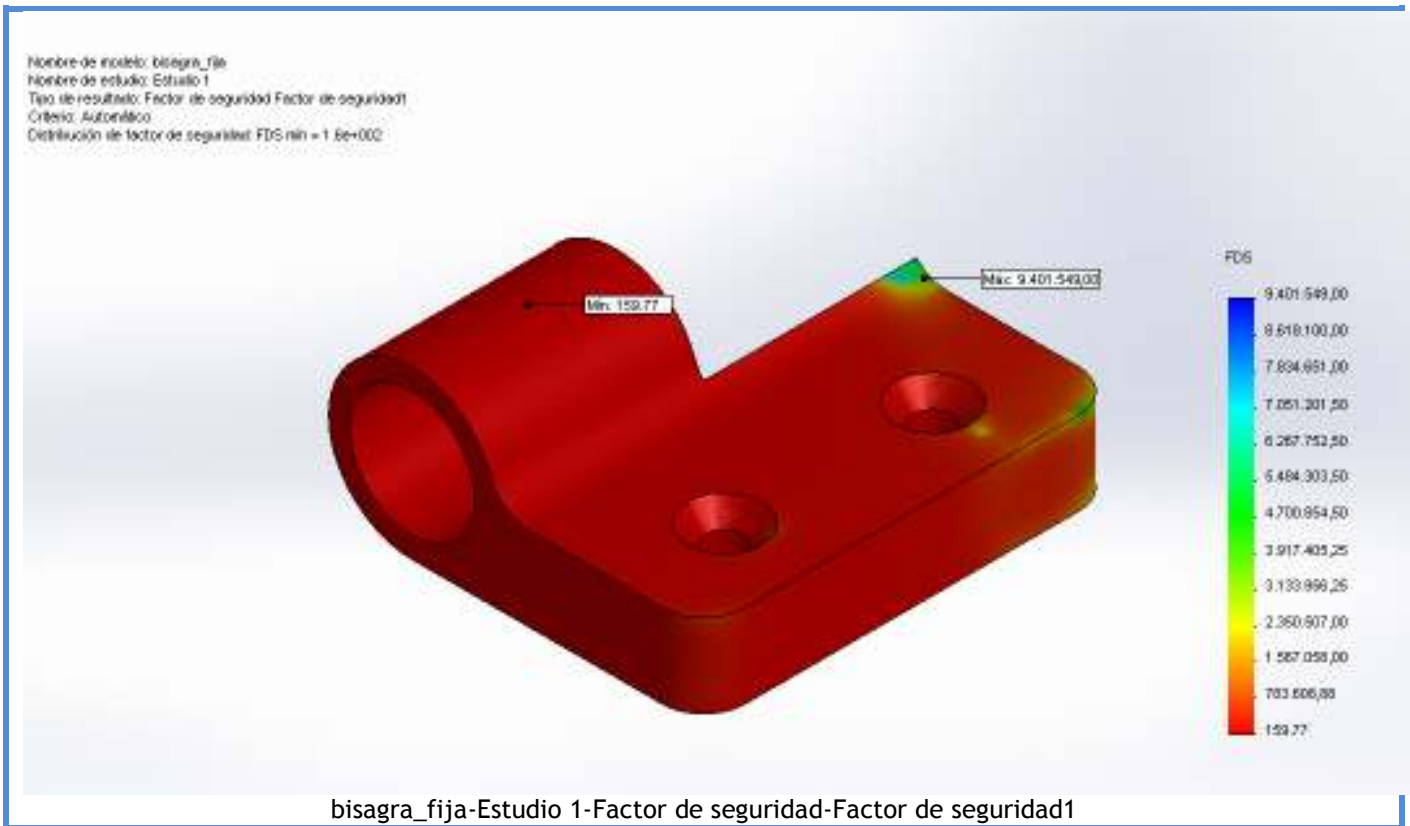 Nombre de modelo: bisagra_fija
Nombre de estudio: Estudio 1
Tipo de resultado: Factor de seguridad Factor de seguridad1
Criterio: Automático
Distribución de factor de seguridad: FDS mín = 1.6e+002
FDS
Máx: 9.401.549,00
9.401.549,00
Mín: 159.77
8.618.100,00
7.834.651,00
7.051.201,50
6.267.752,50
5.484.303,50
4.700.854,50
3.917.405,25
3.133.956,25
2.350.507,00
1.567.058,00
783.608,88
159.77
bisagra_fija-Estudio 1-Factor de seguridad-Factor de seguridad1